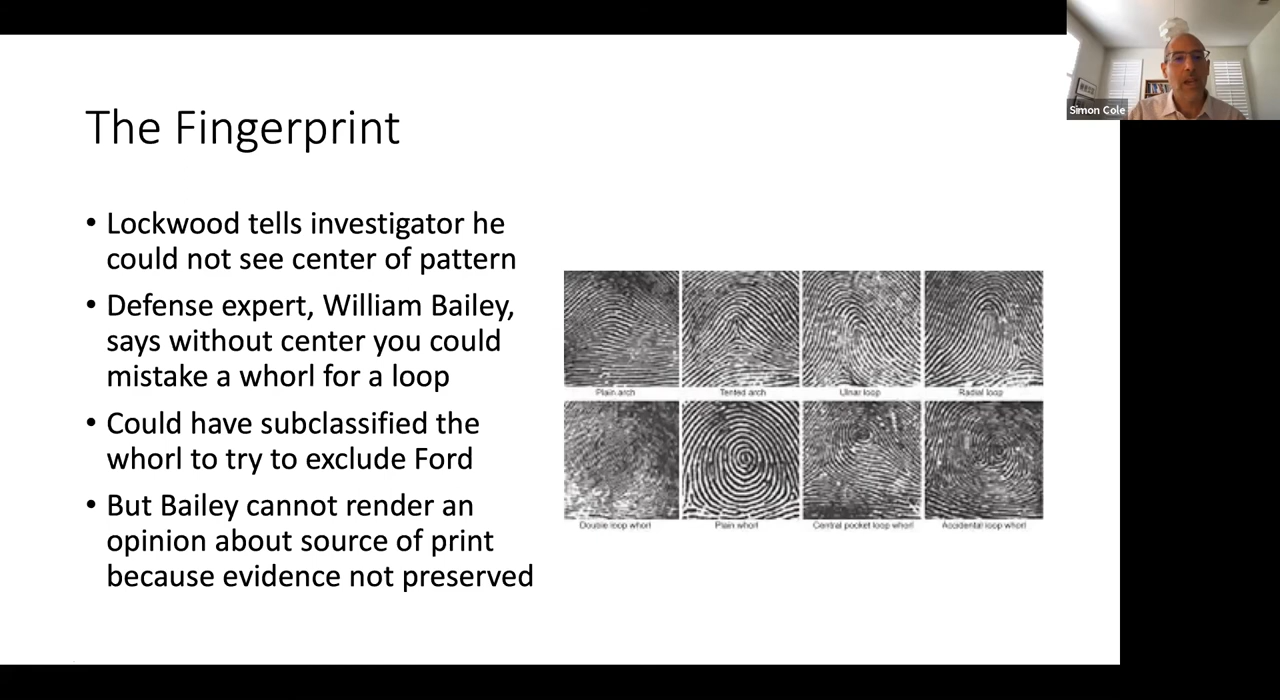 Simon Cole
The Fingerprint
• Lockwood tells investigator he
could not see center of pattern
• Defense expert, William Bailey,
says without center you could
mistake a whorl for a loop
• Could have subclassified the
whorl to try to exclude Ford
• But Bailey cannot render an
opinion about source of print
because evidence not preserved
Plain arch
Tented arch
Ulnar loop
Radial loop
Double loop whorl
Plain whorl
Central pocket loop whorl
Accidental loop whorl